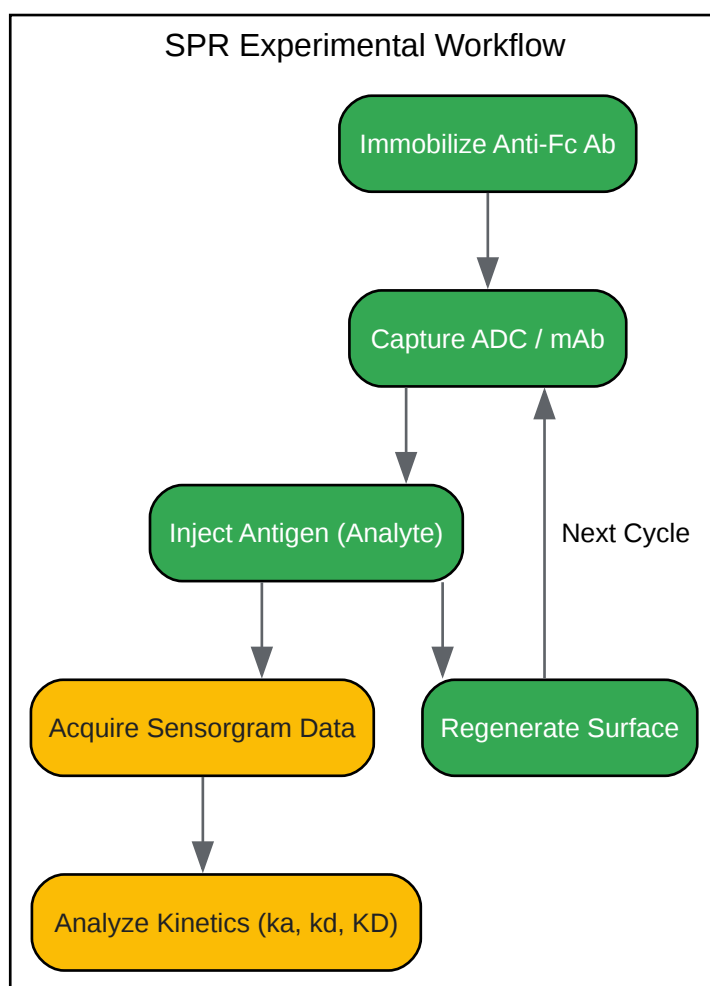 SPR Experimental Workflow
Immobilize Anti-Fc Ab
Capture ADC / mAb
Inject Antigen (Analyte)
Next Cycle
Acquire Sensorgram Data
Regenerate Surface
Analyze Kinetics (ka, kd, KD)